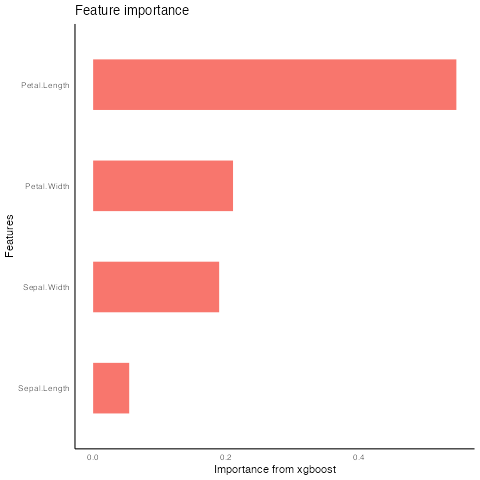 Feature importance
Petal.Length
Petal.Width
Sepal.Width
Sepal.Length
Features
0.0 0.2 0.4
Importance from xgboost